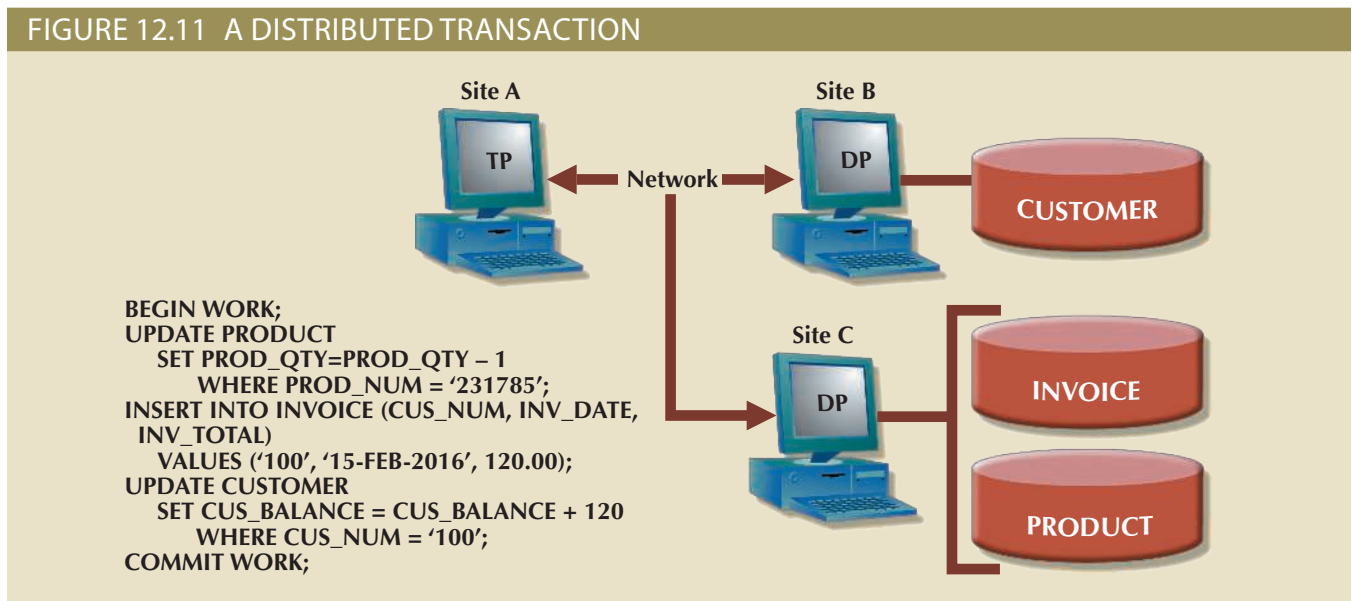 FIGURE 12.11 A DISTRIBUTED TRANSACTION
Site A
Site B
TP
Network
DP
CUSTOMER
BEGIN WORK;
UPDATE PRODUCT
SET PROD_QTY=PROD_QTY – 1
WHERE PROD_NUM = ‘231785’;
INSERT INTO INVOICE (CUS_NUM, INV_DATE,
INV_TOTAL)
VALUES (‘100’, ‘15-FEB-2016’, 120.00);
UPDATE CUSTOMER
SET CUS_BALANCE = CUS_BALANCE + 120
WHERE CUS_NUM = ‘100’;
COMMIT WORK;
Site C
DP
INVOICE
PRODUCT